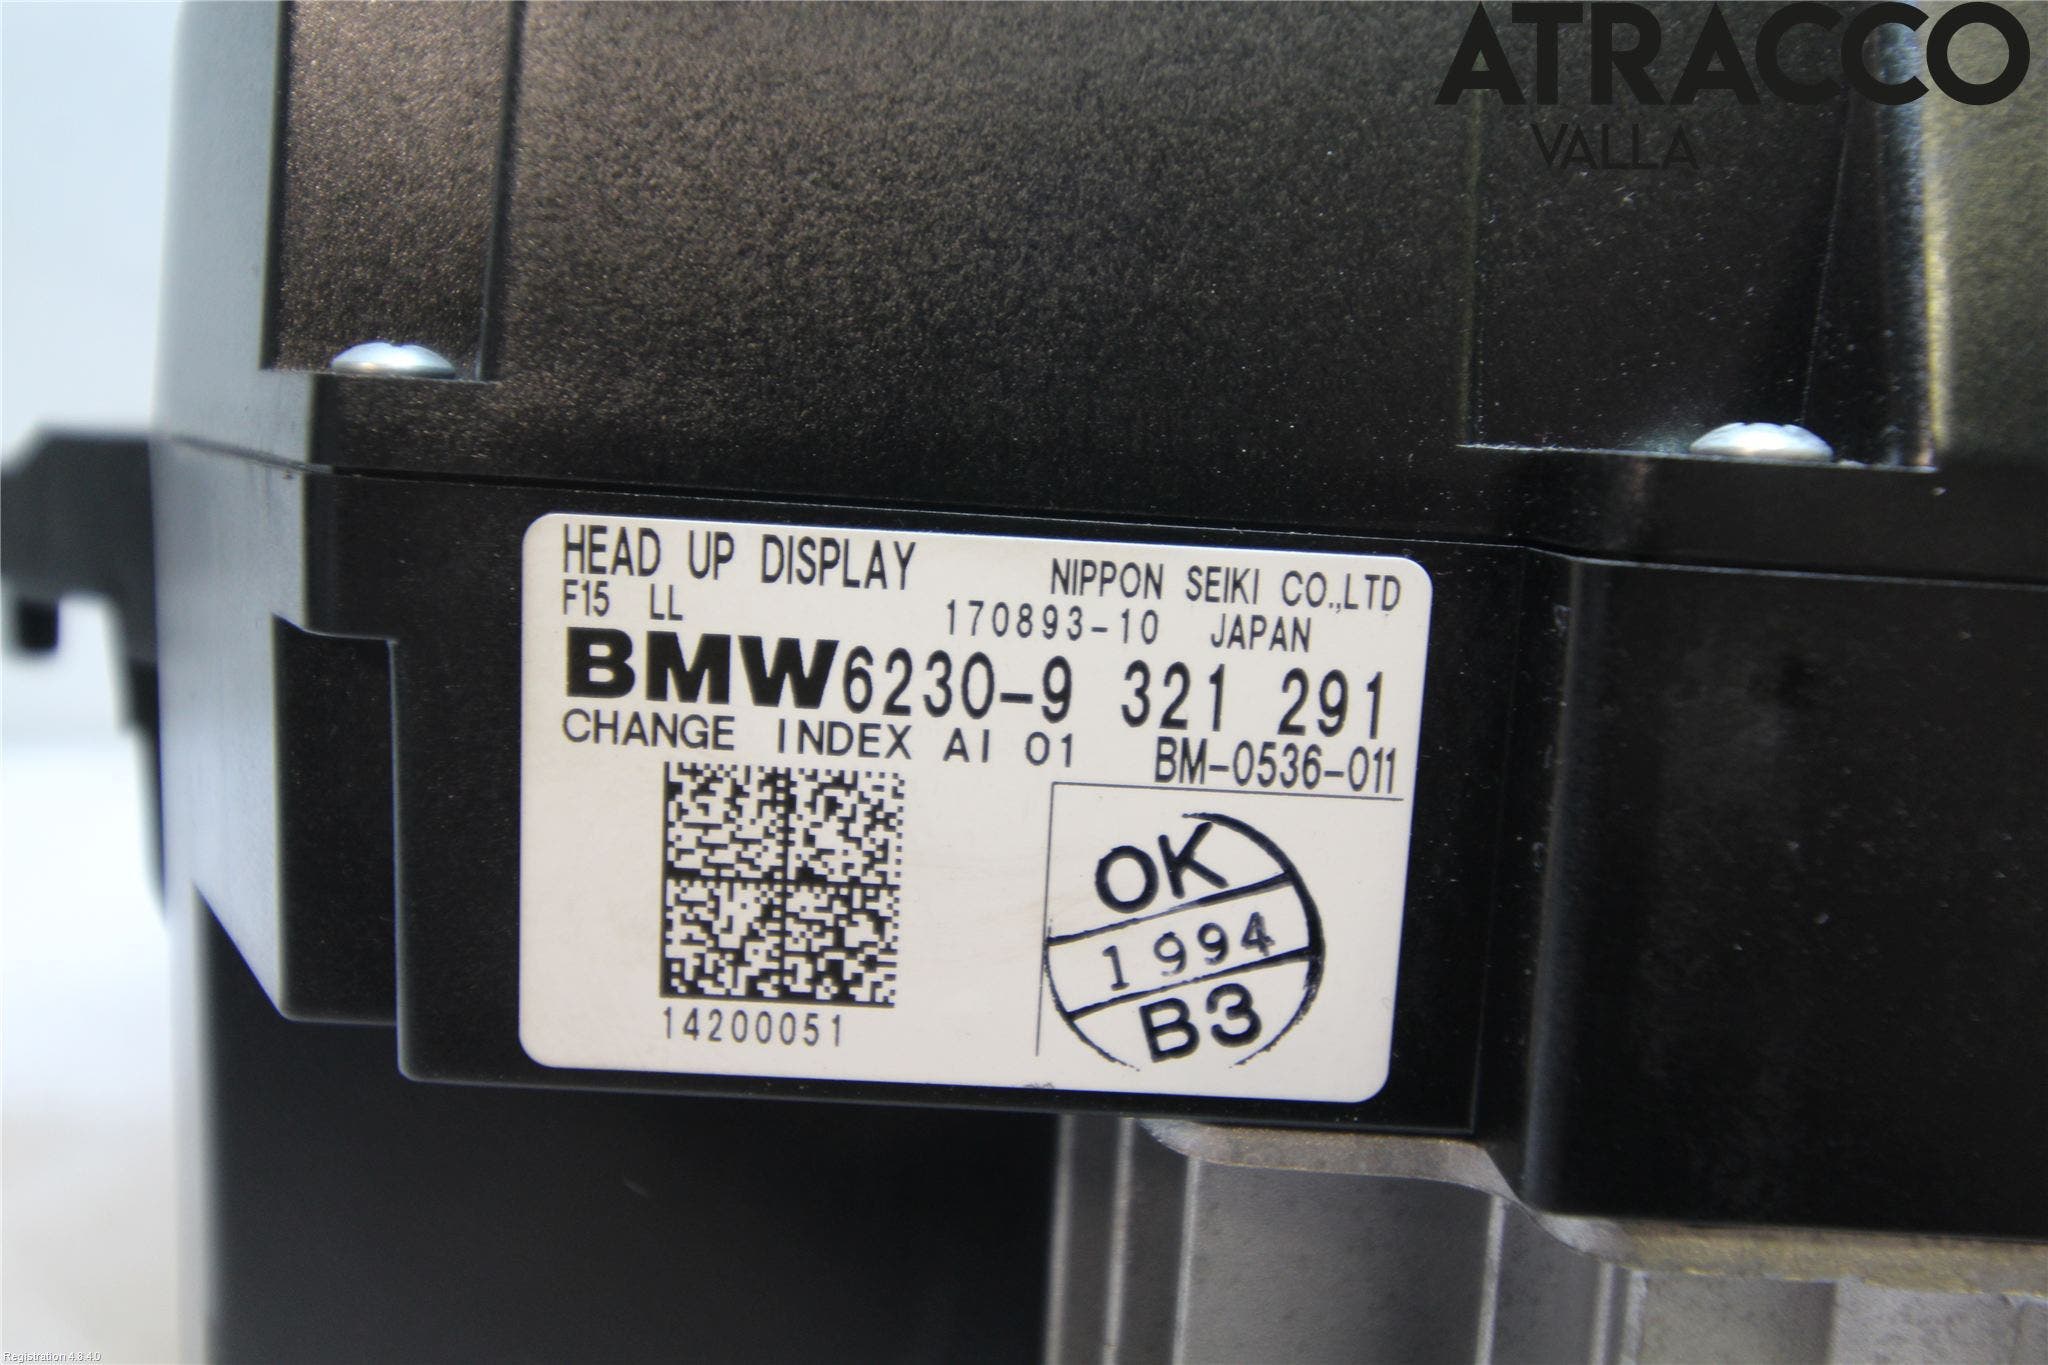 ATRACCO
VALLA
HEAD UP DISPLAY
NIPPON SEIKI CO.,LTD
F15 LL
170893-10 JAPAN
BMW6230-9 321 291
CHANGE INDEX AI 01
BM-0536-011
OK
1994
B3
14200051
Registration 4.8.4.0